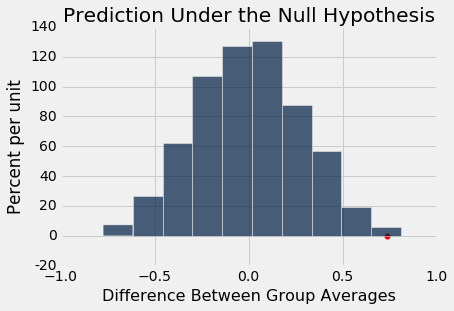 Prediction Under the Null Hypothesis
140
120
100
80
60
40
20
0
−20
Percent per unit
−1.0 −0.5 0.0 0.5 1.0
Difference Between Group Averages